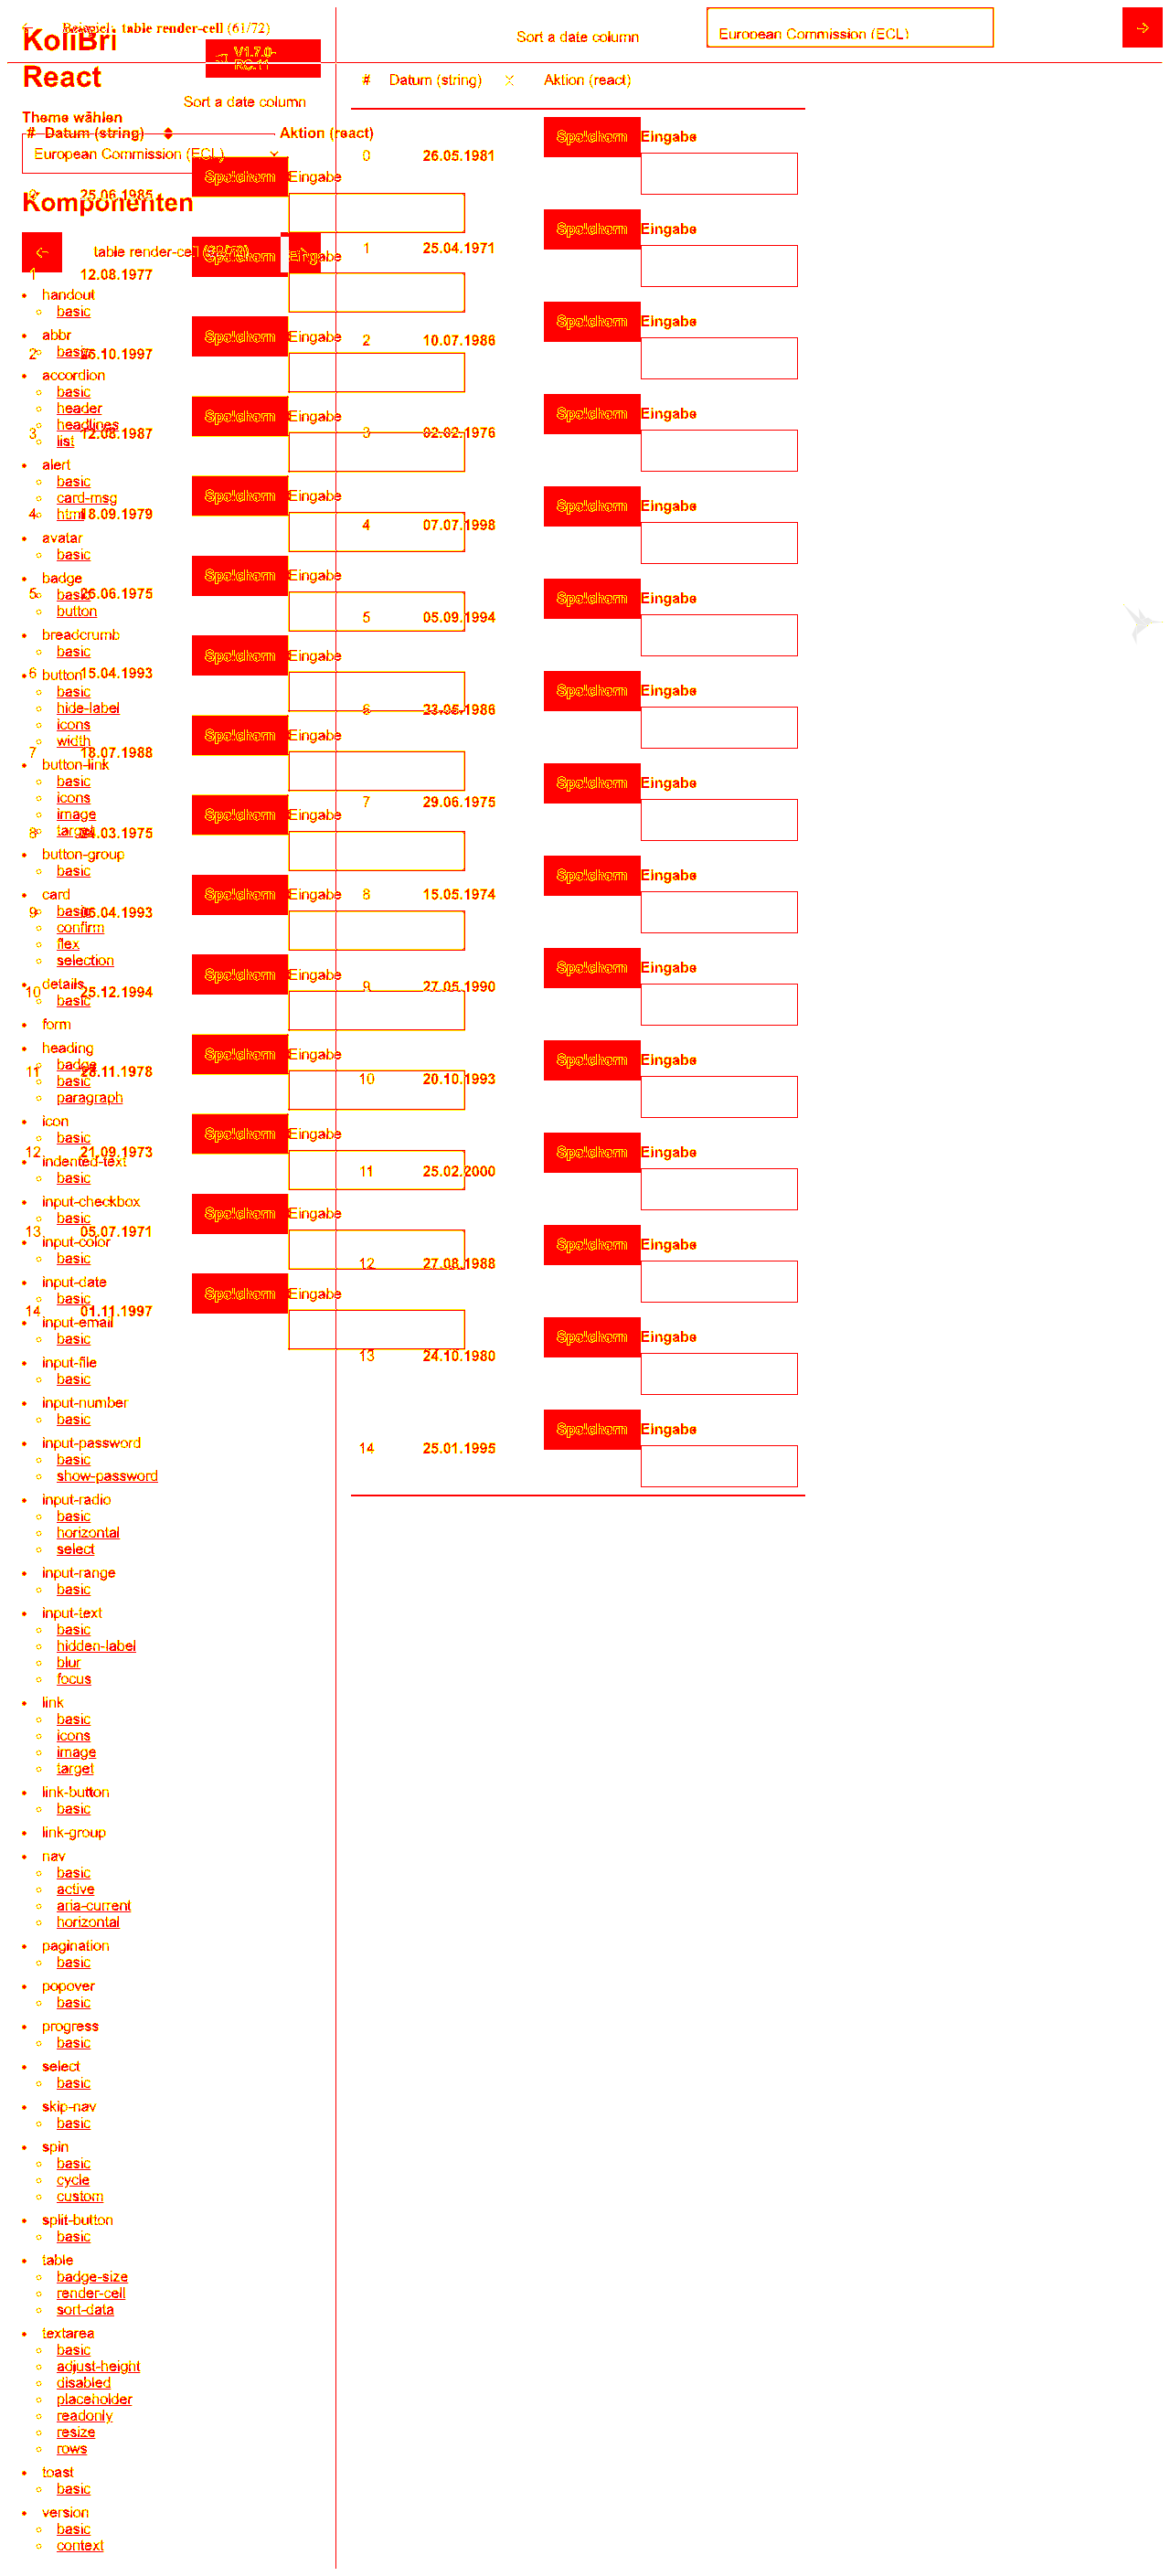 Beispiel: table render-cell (61/72)
KoliBri
React
V1.7.0-
RC.11
Sort a date column
European Commission (ECL)
# Datum (string) Aktion (react)
Sort a date column
Theme wählen
# Datum (string) Aktion (react)
European Commission (ECL)
Komponenten
table render-cell
0 25.06.1985 Speichern Eingabe
1 12.08.1977 Speichern Eingabe
2 .10.1997 Speichern Eingabe
3 12.08.1987 Speichern Eingabe
4 18.09.1979 Speichern Eingabe
5 .06.1975 Speichern Eingabe
6 15.04.1993 Speichern Eingabe
7 18.07.1988 Speichern Eingabe
8 .03.1975 Speichern Eingabe
9 .04.1993 Speichern Eingabe
10 25.12.1994 Speichern Eingabe
11 .11.1978 Speichern Eingabe
12 21.09.1973 Speichern Eingabe
13 05.07.1971 Speichern Eingabe
14 01.11.1997 Speichern Eingabe
handout
basic
abbr
basic
accordion
basic
header
headlines
list
alert
basic
card-msg
html
avatar
basic
badge
basic
button
breadcrumb
basic
button
basic
hide-label
icons
width
button-link
basic
icons
image
target
button-group
basic
card
basic
confirm
flex
selection
details
basic
form
heading
badge
basic
paragraph
icon
basic
indented-text
basic
input-checkbox
basic
input-color
basic
input-date
basic
input-email
basic
input-file
basic
input-number
basic
input-password
basic
show-password
input-radio
basic
horizontal
select
input-range
basic
input-text
basic
hidden-label
blur
focus
link
basic
icons
image
target
link-button
basic
link-group
nav
basic
active
aria-current
horizontal
pagination
basic
popover
basic
progress
basic
select
basic
skip-nav
basic
spin
basic
cycle
custom
split-button
basic
table
badge-size
render-cell
sort-data
textarea
basic
adjust-height
disabled
placeholder
readonly
resize
rows
toast
basic
version
basic
context
0 26.05.1981 Speichern Eingabe
1 25.04.1971 Speichern Eingabe
2 10.07.1986 Speichern Eingabe
3 02.02.1976 Speichern Eingabe
4 07.07.1998 Speichern Eingabe
5 05.09.1994 Speichern Eingabe
6 23.05.1986 Speichern Eingabe
7 29.06.1975 Speichern Eingabe
8 15.05.1974 Speichern Eingabe
9 27.05.1990 Speichern Eingabe
10 20.10.1993 Speichern Eingabe
11 25.02.2000 Speichern Eingabe
12 27.08.1988 Speichern Eingabe
13 24.10.1980 Speichern Eingabe
14 25.01.1995 Speichern Eingabe